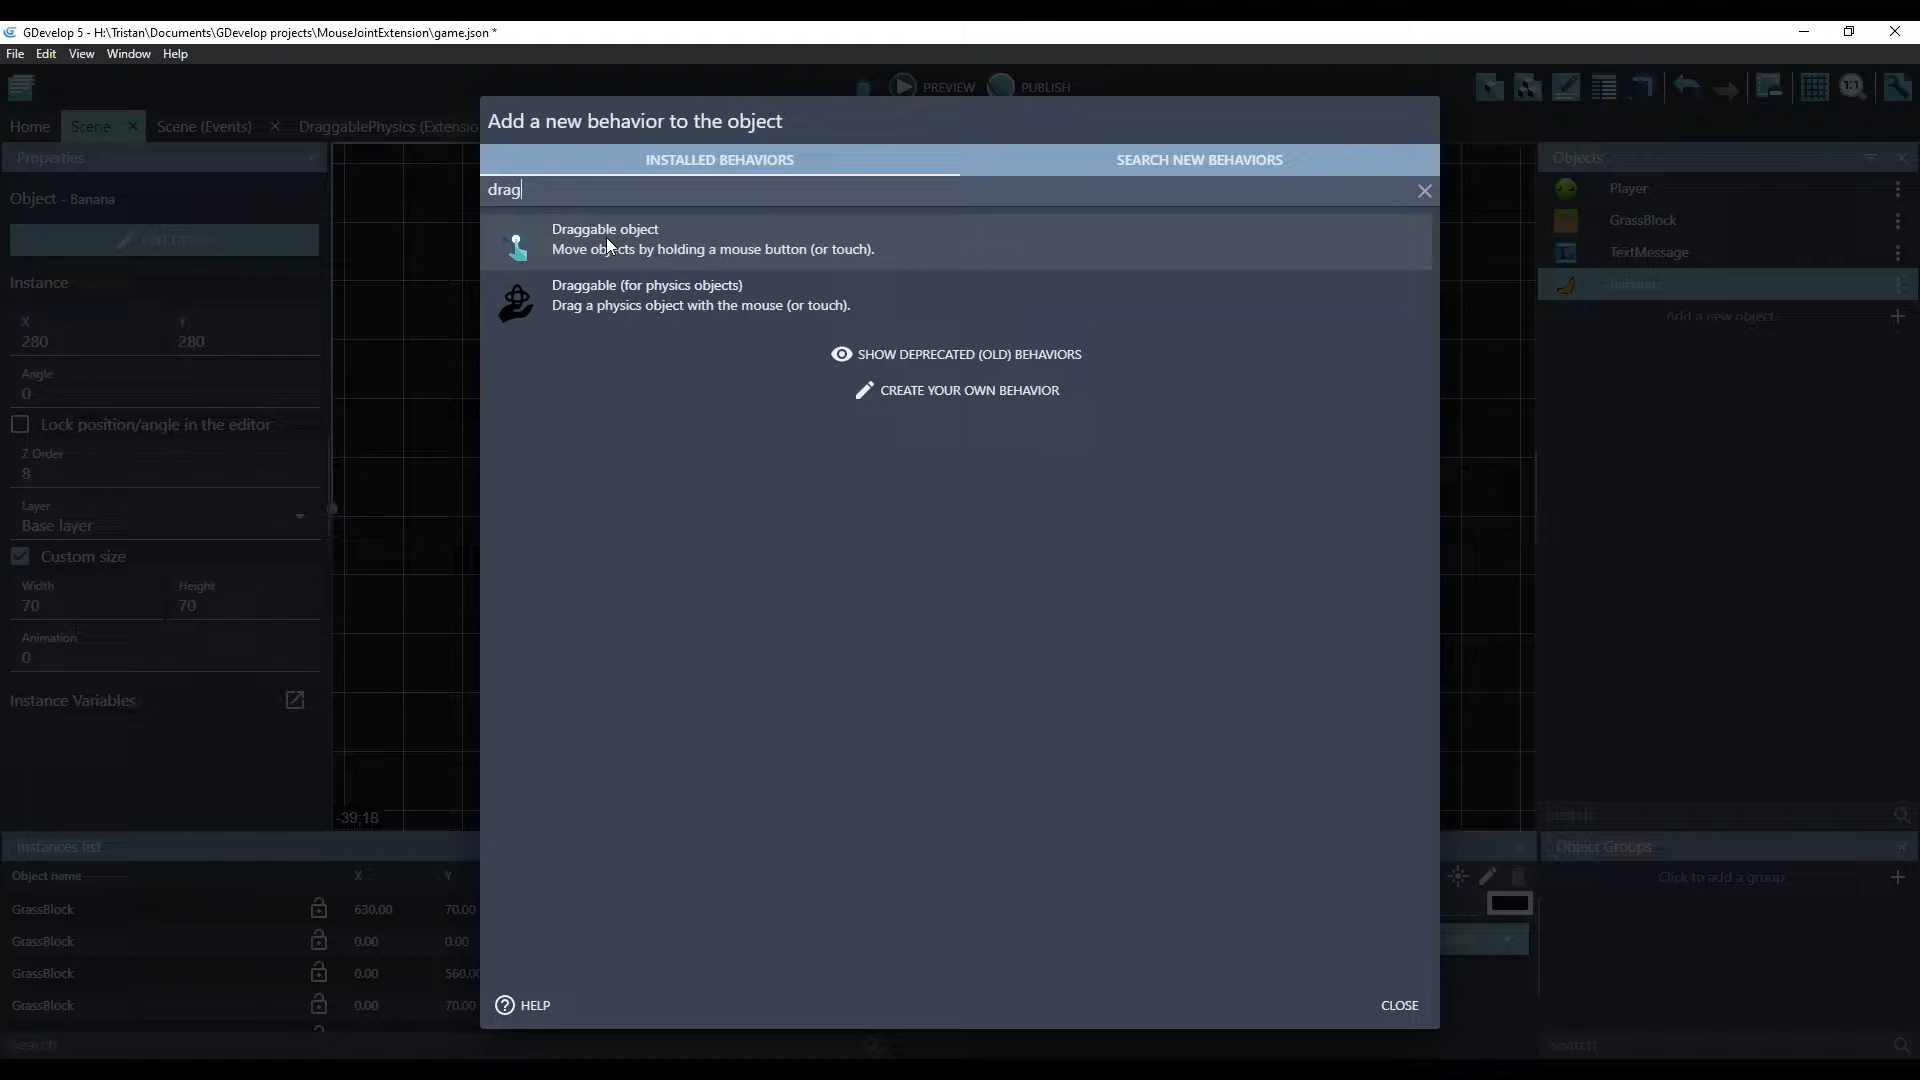 GDevelop 5 - H:\Tristan\Documents\GDevelop projects\MouseJointExtension\game.json *
File Edit View Window Help
PREVIEW PUBLISH
Home Scene Scene (Events) DraggablePhysics (Extensio
Add a new behavior to the object
INSTALLED BEHAVIORS SEARCH NEW BEHAVIORS
drag
Draggable object
Move objects by holding a mouse button (or touch).
Draggable (for physics objects)
Drag a physics object with the mouse (or touch).
SHOW DEPRECATED (OLD) BEHAVIORS
CREATE YOUR OWN BEHAVIOR
HELP CLOSE
Properties
Object - Banana
Instance
X Y
280 280
Angle
0
Lock position/angle in the editor
Z Order
8
Layer
Base layer
Custom size
Width Height
70 70
Animation
0
Instance Variables
-39;18
Instances list
Object name X Y
GrassBlock 630.00 70.00
GrassBlock 0.00 0.00
GrassBlock 0.00 560.00
GrassBlock 0.00 70.00
Search
Objects
Player
GrassBlock
TextMessage
Add a new object
Search
Object Groups
Click to add a group
Search
1:1